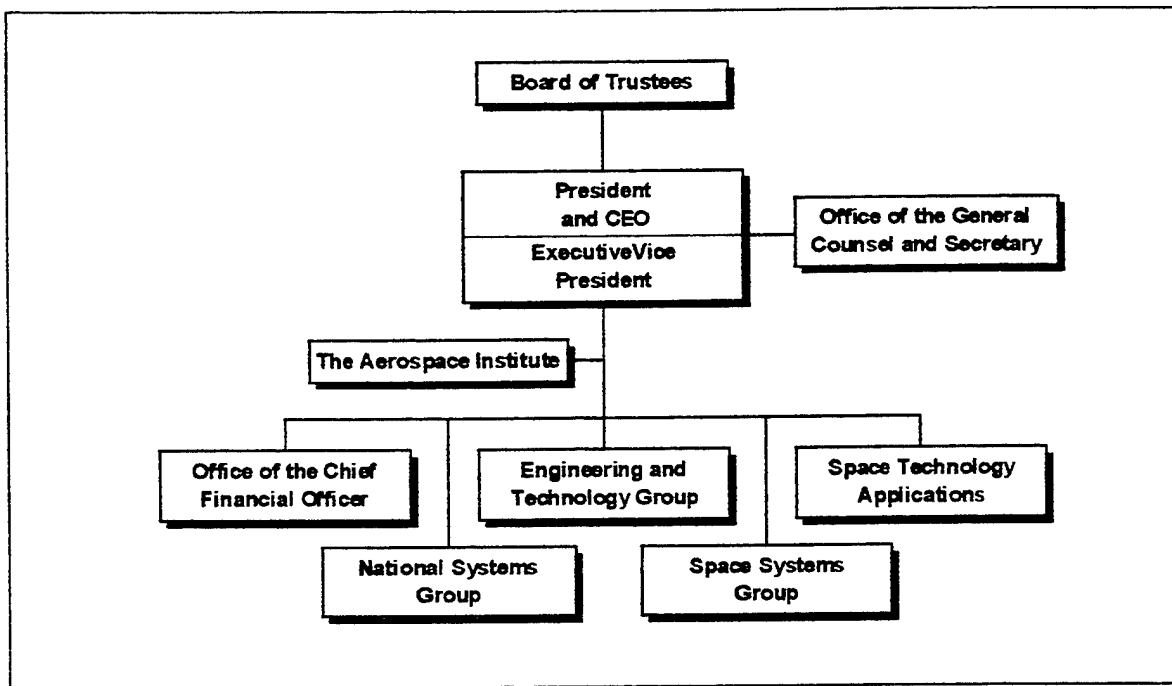 Board of Trustees
President
and CEO
ExecutiveVice
President
Office of the General
Counsel and Secretary
The Aerospace Institute
Office of the Chief
Financial Officer
Engineering and
Technology Group
Space Technology
Applications
National Systems
Group
Space Systems
Group